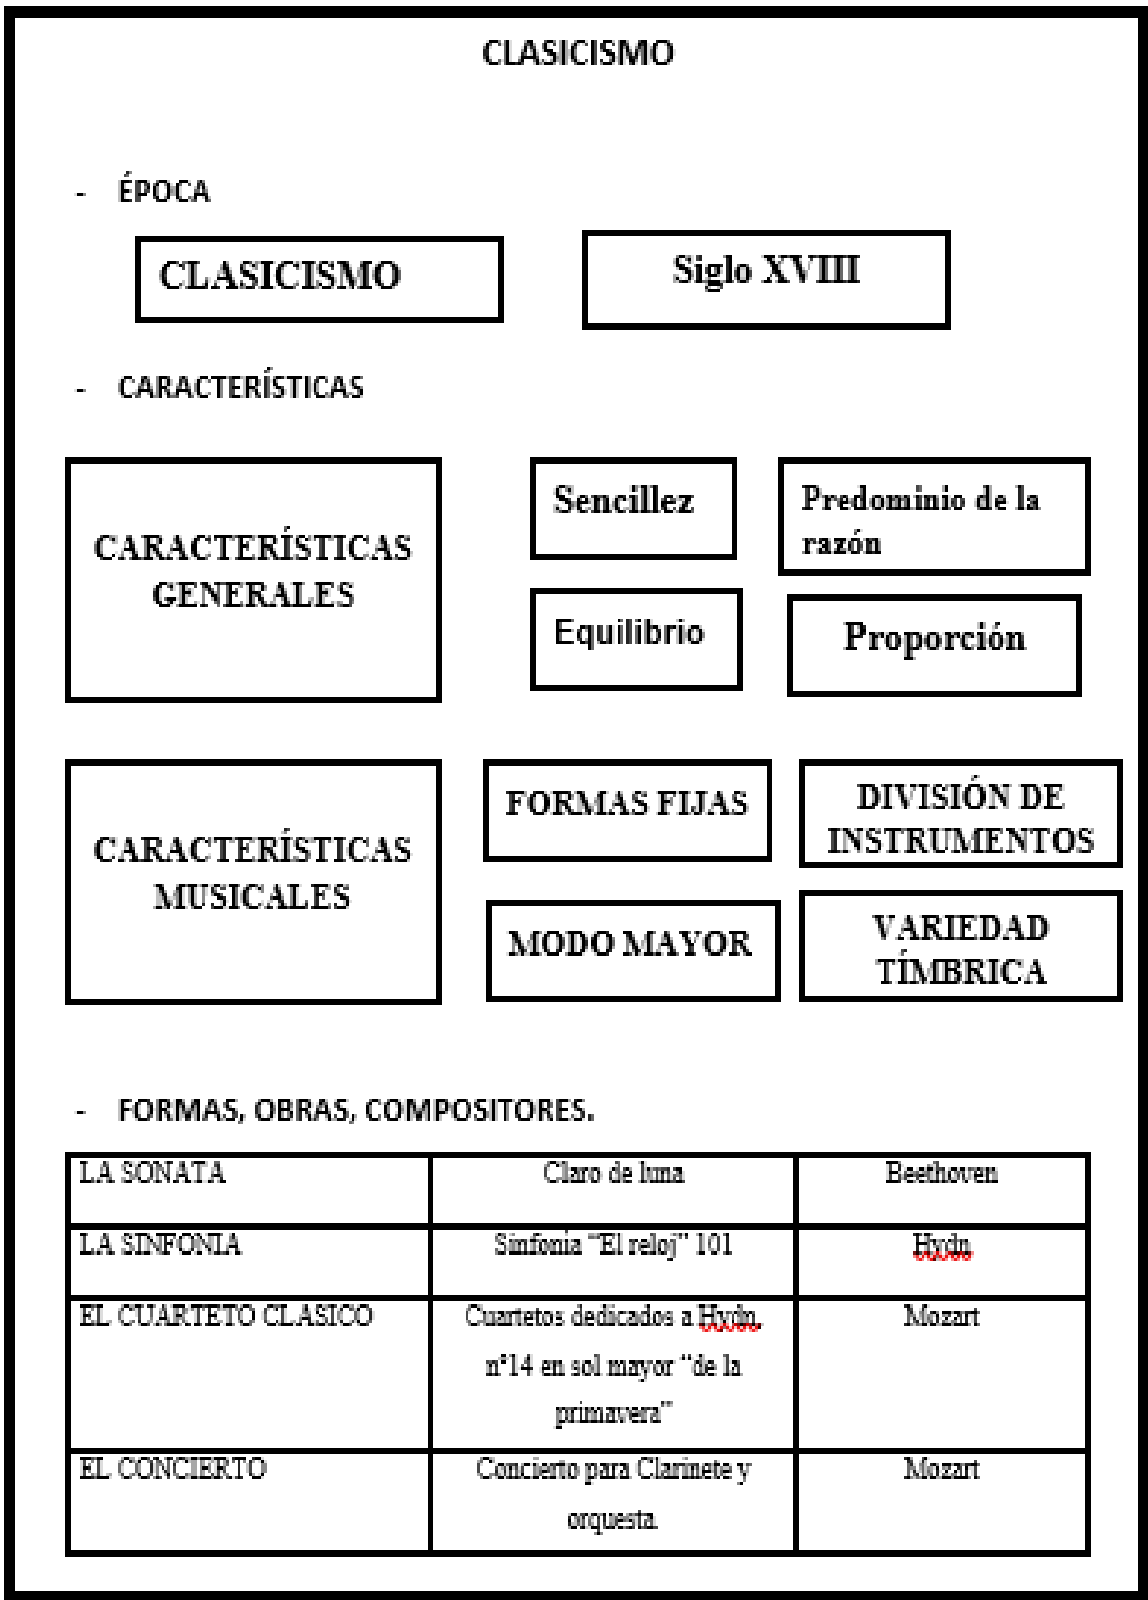 CLASICISMO
- ÉPOCA
CLASICISMO
Siglo XVIII
- CARACTERÍSTICAS
CARACTERÍSTICAS
GENERALES
Sencillez
Predominio de la
razón
Equilibrio
Proporción
CARACTERÍSTICAS
MUSICALES
FORMAS FIJAS
DIVISIÓN DE
INSTRUMENTOS
MODO MAYOR
VARIEDAD
TÍMBRICA
- FORMAS, OBRAS, COMPOSITORES.
LA SONATA
Claro de luna
Beethoven
LA SINFONIA
Sinfonía “El reloj” 101
Hydn
EL CUARTETO CLASICO
Cuartetos dedicados a Hydn.
nº14 en sol mayor “de la
primavera”
Mozart
EL CONCIERTO
Concierto para Clarinete y
orquesta
Mozart